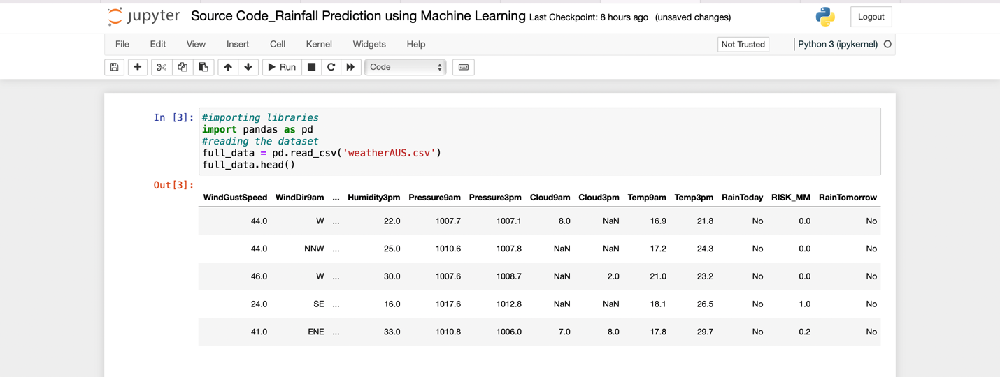 jupyter Source Code_Rainfall Prediction using Machine Learning Last Checkpoint: 8 hours ago (unsaved changes) Logout
File Edit View Insert Cell Kernel Widgets Help Not Trusted Python 3 (ipykernel)
Run Code
In [3]: #importing libraries
import pandas as pd
#reading the dataset
full_data = pd.read_csv('weatherAUS.csv')
full_data.head()
Out[3]:
WindGustSpeed WindDir9am ... Humidity3pm Pressure9am Pressure3pm Cloud9am Cloud3pm Temp9am Temp3pm RainToday RISK_MM RainTomorrow
44.0 W ... 22.0 1007.7 1007.1 8.0 NaN 16.9 21.8 No 0.0 No
44.0 NNW ... 25.0 1010.6 1007.8 NaN NaN 17.2 24.3 No 0.0 No
46.0 W ... 30.0 1007.6 1008.7 NaN 2.0 21.0 23.2 No 0.0 No
24.0 SE ... 16.0 1017.6 1012.8 NaN NaN 18.1 26.5 No 1.0 No
41.0 ENE ... 33.0 1010.8 1006.0 7.0 8.0 17.8 29.7 No 0.2 No